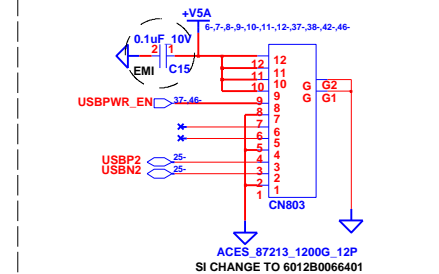 +V5A
6-,7-,8-,9-,10-,11-,12-,37-,38-,42-,46-
0.1uF_10V
2 1
EMI C15
12 12
11 11
10 10
9 9
8 8
7 7
6 6
5 5
4 4
3 3
2 2
1 1
G G2
G G1
USBPWR_EN 37-,46-
USBP2 25-
USBN2 25-
CN803
ACES_87213_1200G_12P
SI CHANGE TO 6012B0066401